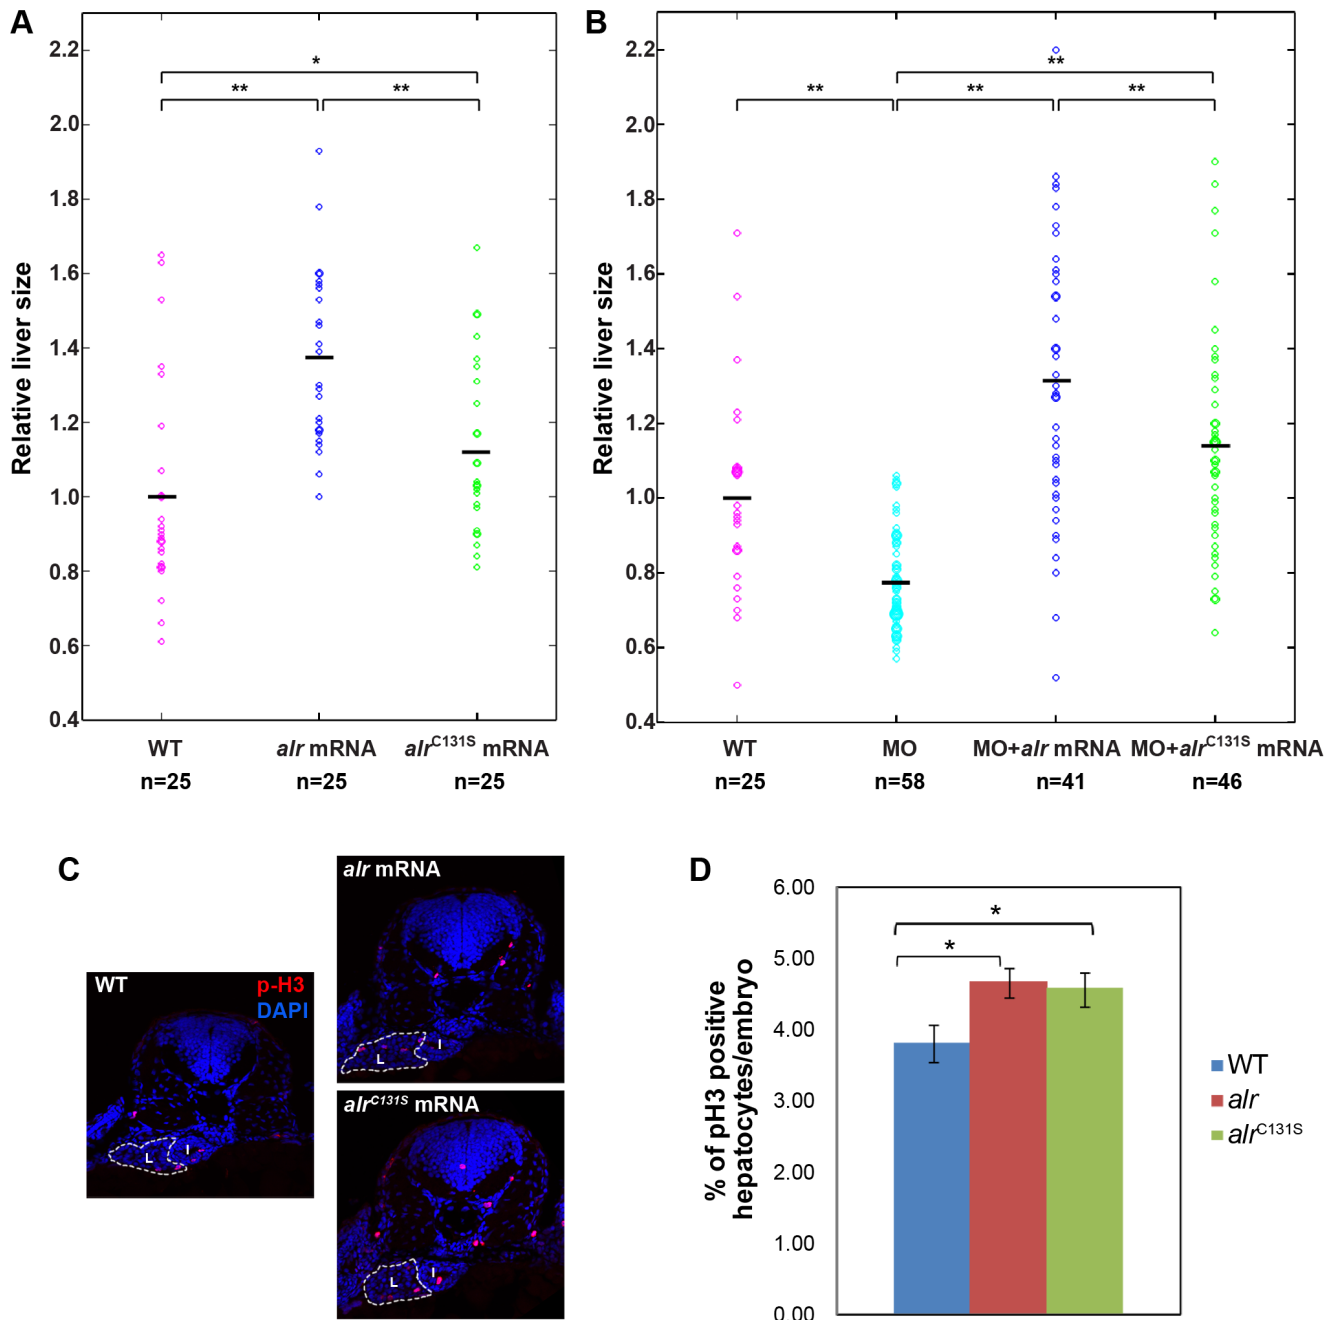 A
Relative liver size
2.2
2.0
1.8
1.6
1.4
1.2
1.0
0.8
0.6
0.4
*
**
**
WT
alr mRNA
alrC131S mRNA
n=25
n=25
n=25
B
Relative liver size
2.2
2.0
1.8
1.6
1.4
1.2
1.0
0.8
0.6
0.4
**
**
**
**
WT
MO
MO+alr mRNA
MO+alrC131S mRNA
n=25
n=58
n=41
n=46
C
WT
p-H3
DAPI
L
I
alr mRNA
L
I
alrC131S mRNA
L
I
D
% of pH3 positive
hepatocytes/embryo
6.00
5.00
4.00
3.00
2.00
1.00
0.00
*
*
WT
alr
alrC131S